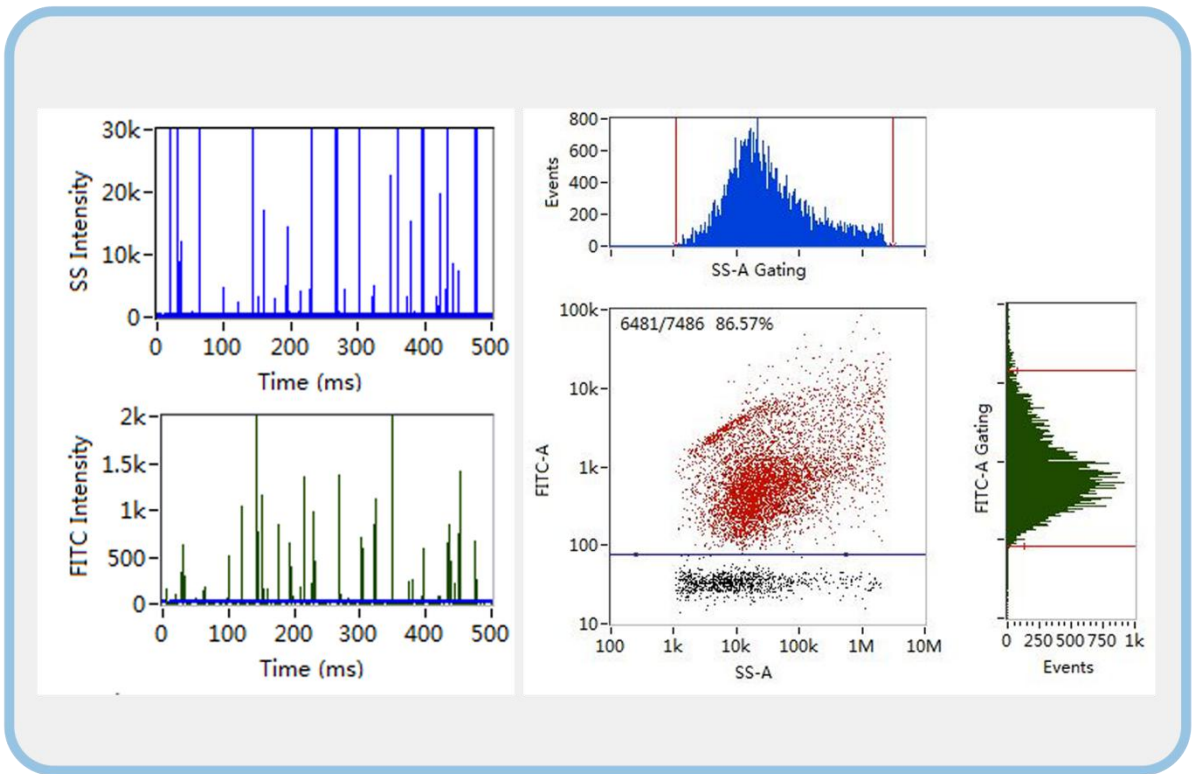 30k
20k
10k
0
SS Intensity
0 100 200 300 400 500
Time (ms)
2k
1.5k
1k
500
0
FITC Intensity
0 100 200 300 400 500
Time (ms)
800
600
400
200
0
Events
SS-A Gating
100k
10k
1k
100
10
FITC-A
6481/7486 86.57%
100 1k 10k 100k 1M 10M
SS-A
FITC-A Gating
0 250 500 750 1k
Events